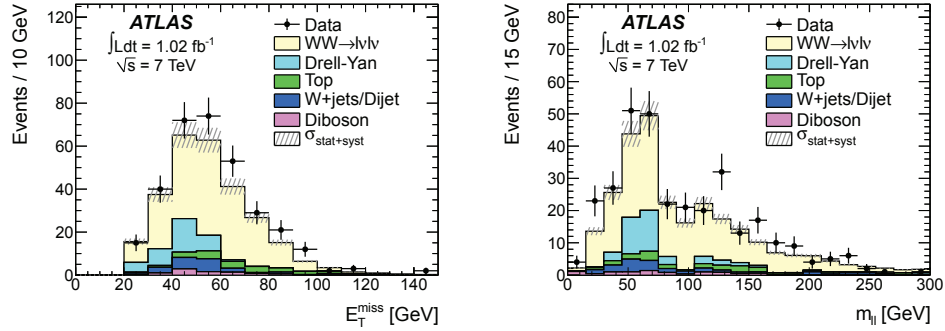 Events / 10 GeV
100
80
60
40
20
0
ATLAS
∫Ldt = 1.02 fb⁻¹
√s = 7 TeV
Data
WW→lνlν
Drell-Yan
Top
W+jets/Dijet
Diboson
σstat+syst
0 20 40 60 80 100 120 140
E_T^miss [GeV]
Events / 15 GeV
80
70
60
50
40
30
20
10
0
ATLAS
∫Ldt = 1.02 fb⁻¹
√s = 7 TeV
Data
WW→lνlν
Drell-Yan
Top
W+jets/Dijet
Diboson
σstat+syst
0 50 100 150 200 250 300
m_ll [GeV]